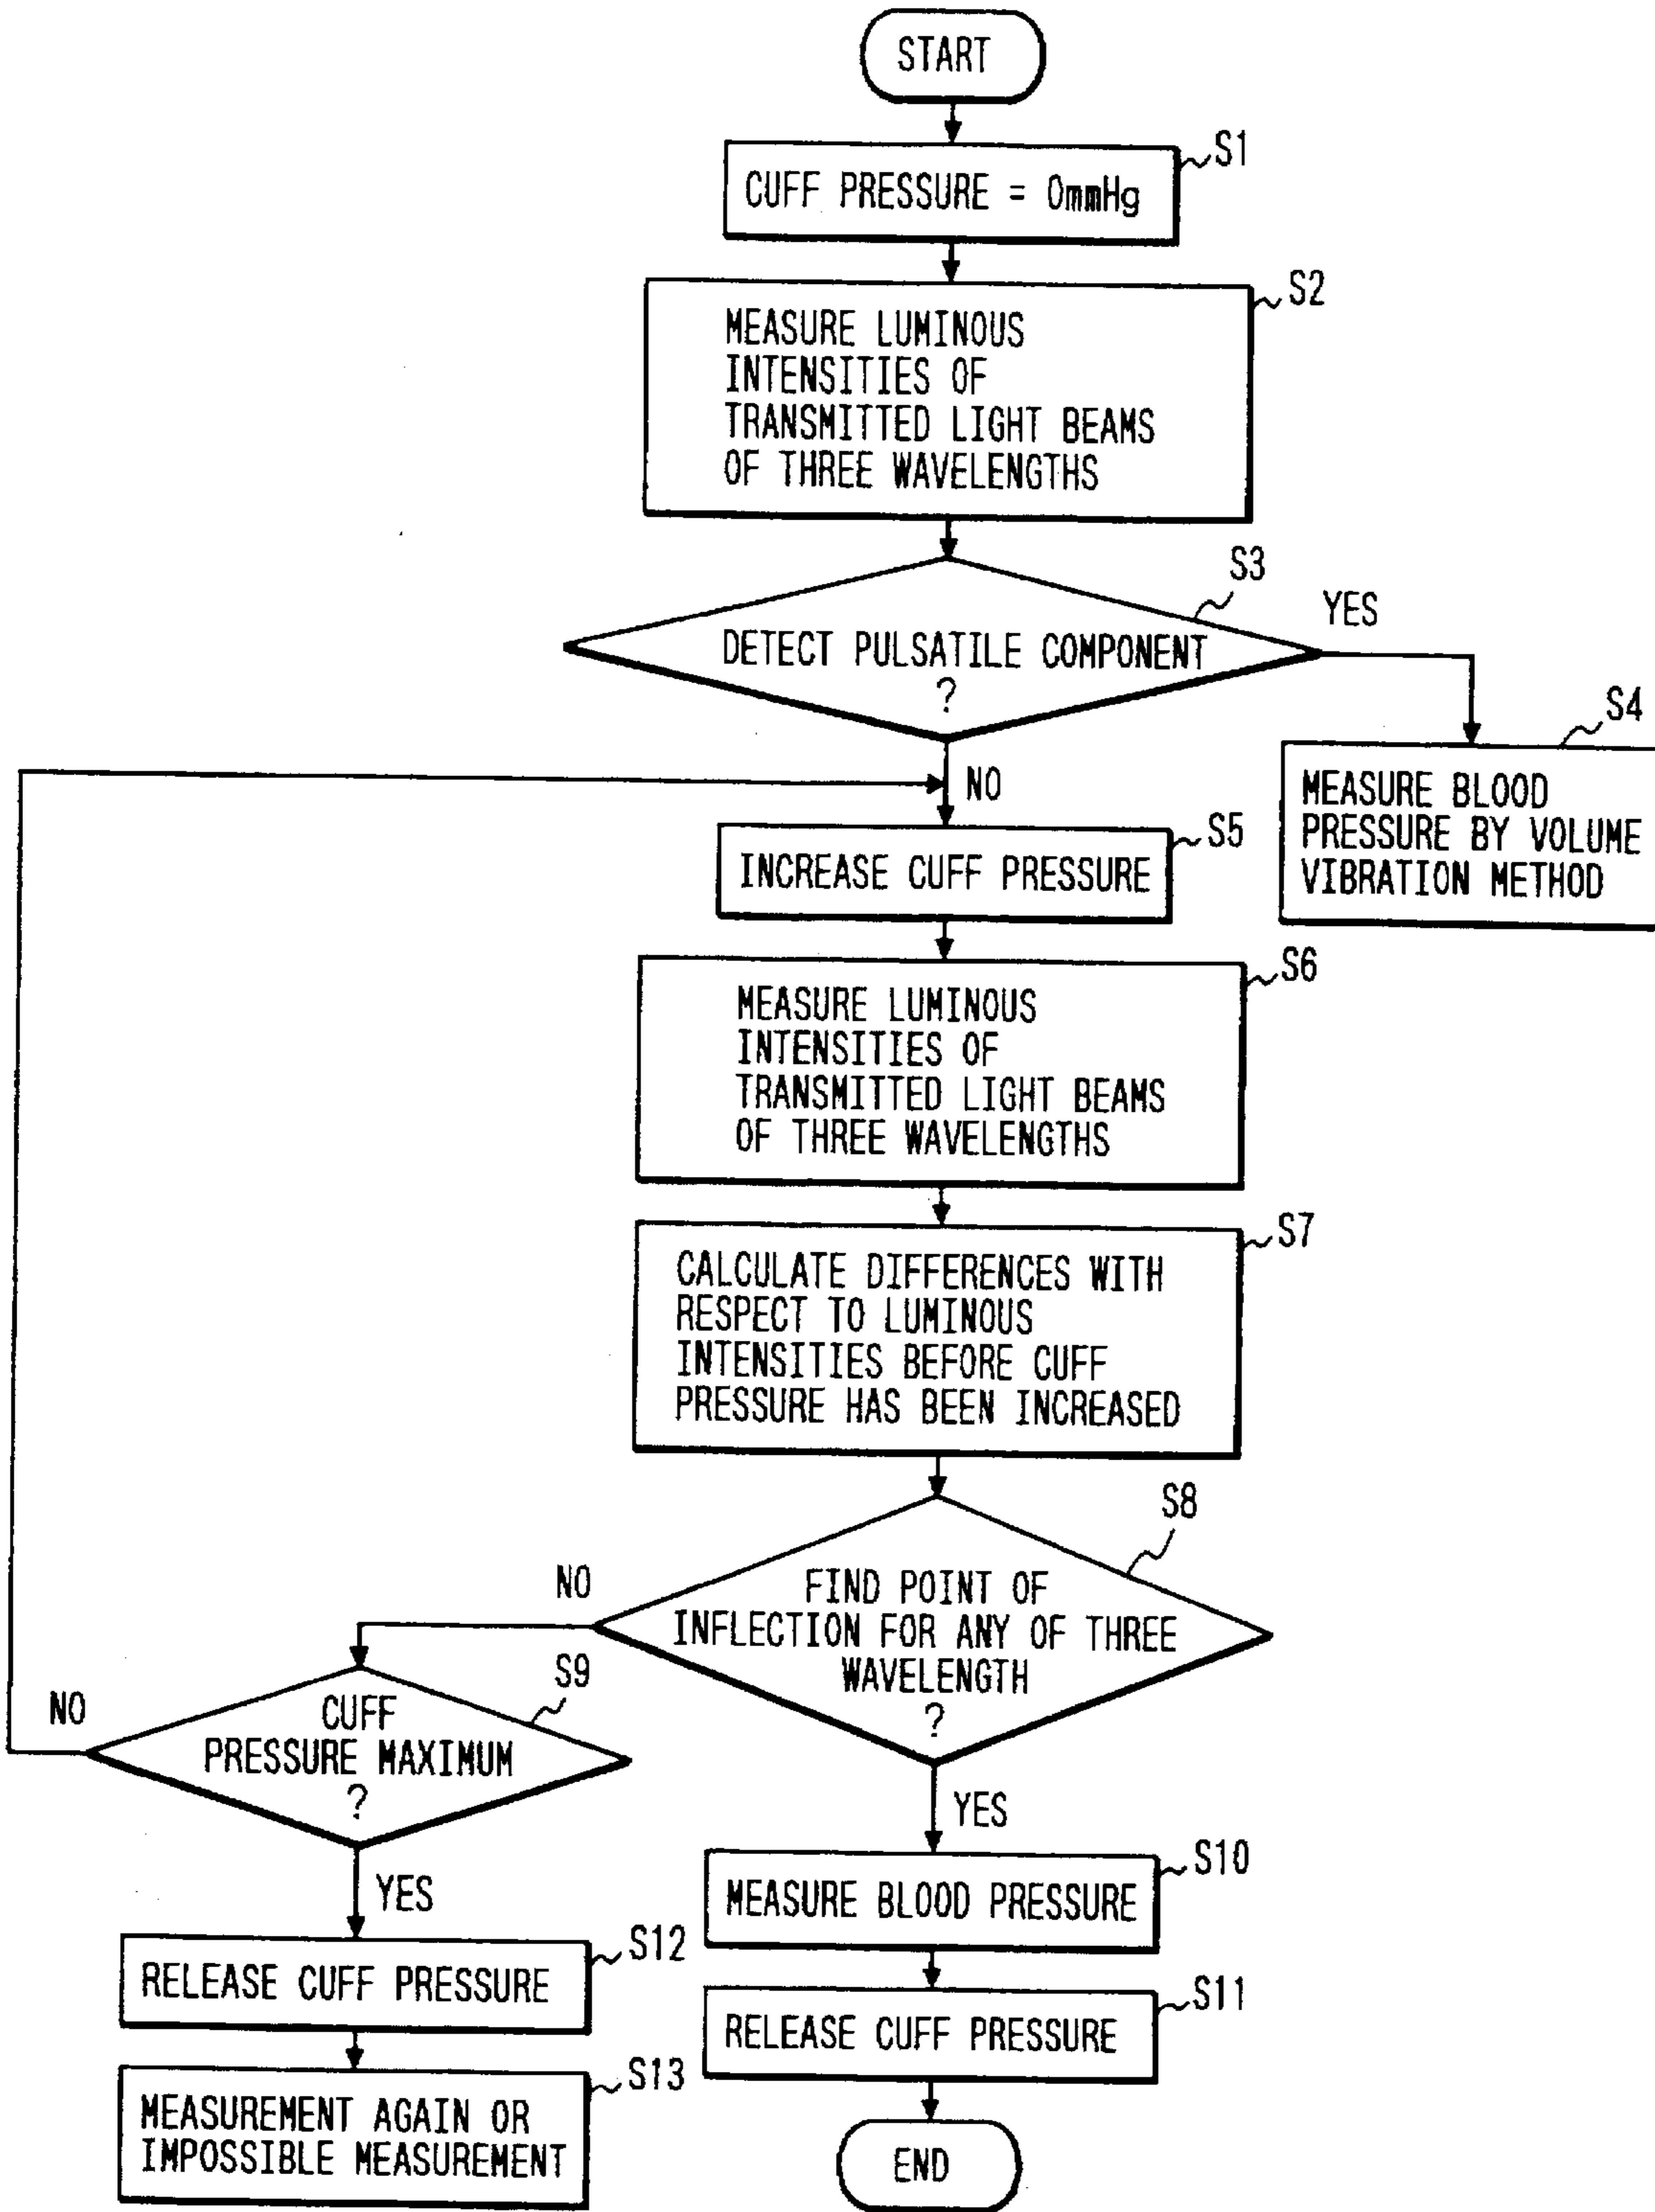 START
S1
CUFF PRESSURE = 0mmHg
S2
MEASURE LUMINOUS
INTENSITIES OF
TRANSMITTED LIGHT BEAMS
OF THREE WAVELENGTHS
S3
YES
DETECT PULSATILE COMPONENT
?
S4
NO
MEASURE BLOOD
PRESSURE BY VOLUME
VIBRATION METHOD
S5
INCREASE CUFF PRESSURE
S6
MEASURE LUMINOUS
INTENSITIES OF
TRANSMITTED LIGHT BEAMS
OF THREE WAVELENGTHS
S7
CALCULATE DIFFERENCES WITH
RESPECT TO LUMINOUS
INTENSITIES BEFORE CUFF
PRESSURE HAS BEEN INCREASED
S8
NO
FIND POINT OF
INFLECTION FOR ANY OF THREE
WAVELENGTH
?
S9
NO
CUFF
PRESSURE MAXIMUM
?
YES
YES
S10
MEASURE BLOOD PRESSURE
S12
RELEASE CUFF PRESSURE
S11
RELEASE CUFF PRESSURE
S13
MEASUREMENT AGAIN OR
IMPOSSIBLE MEASUREMENT
END